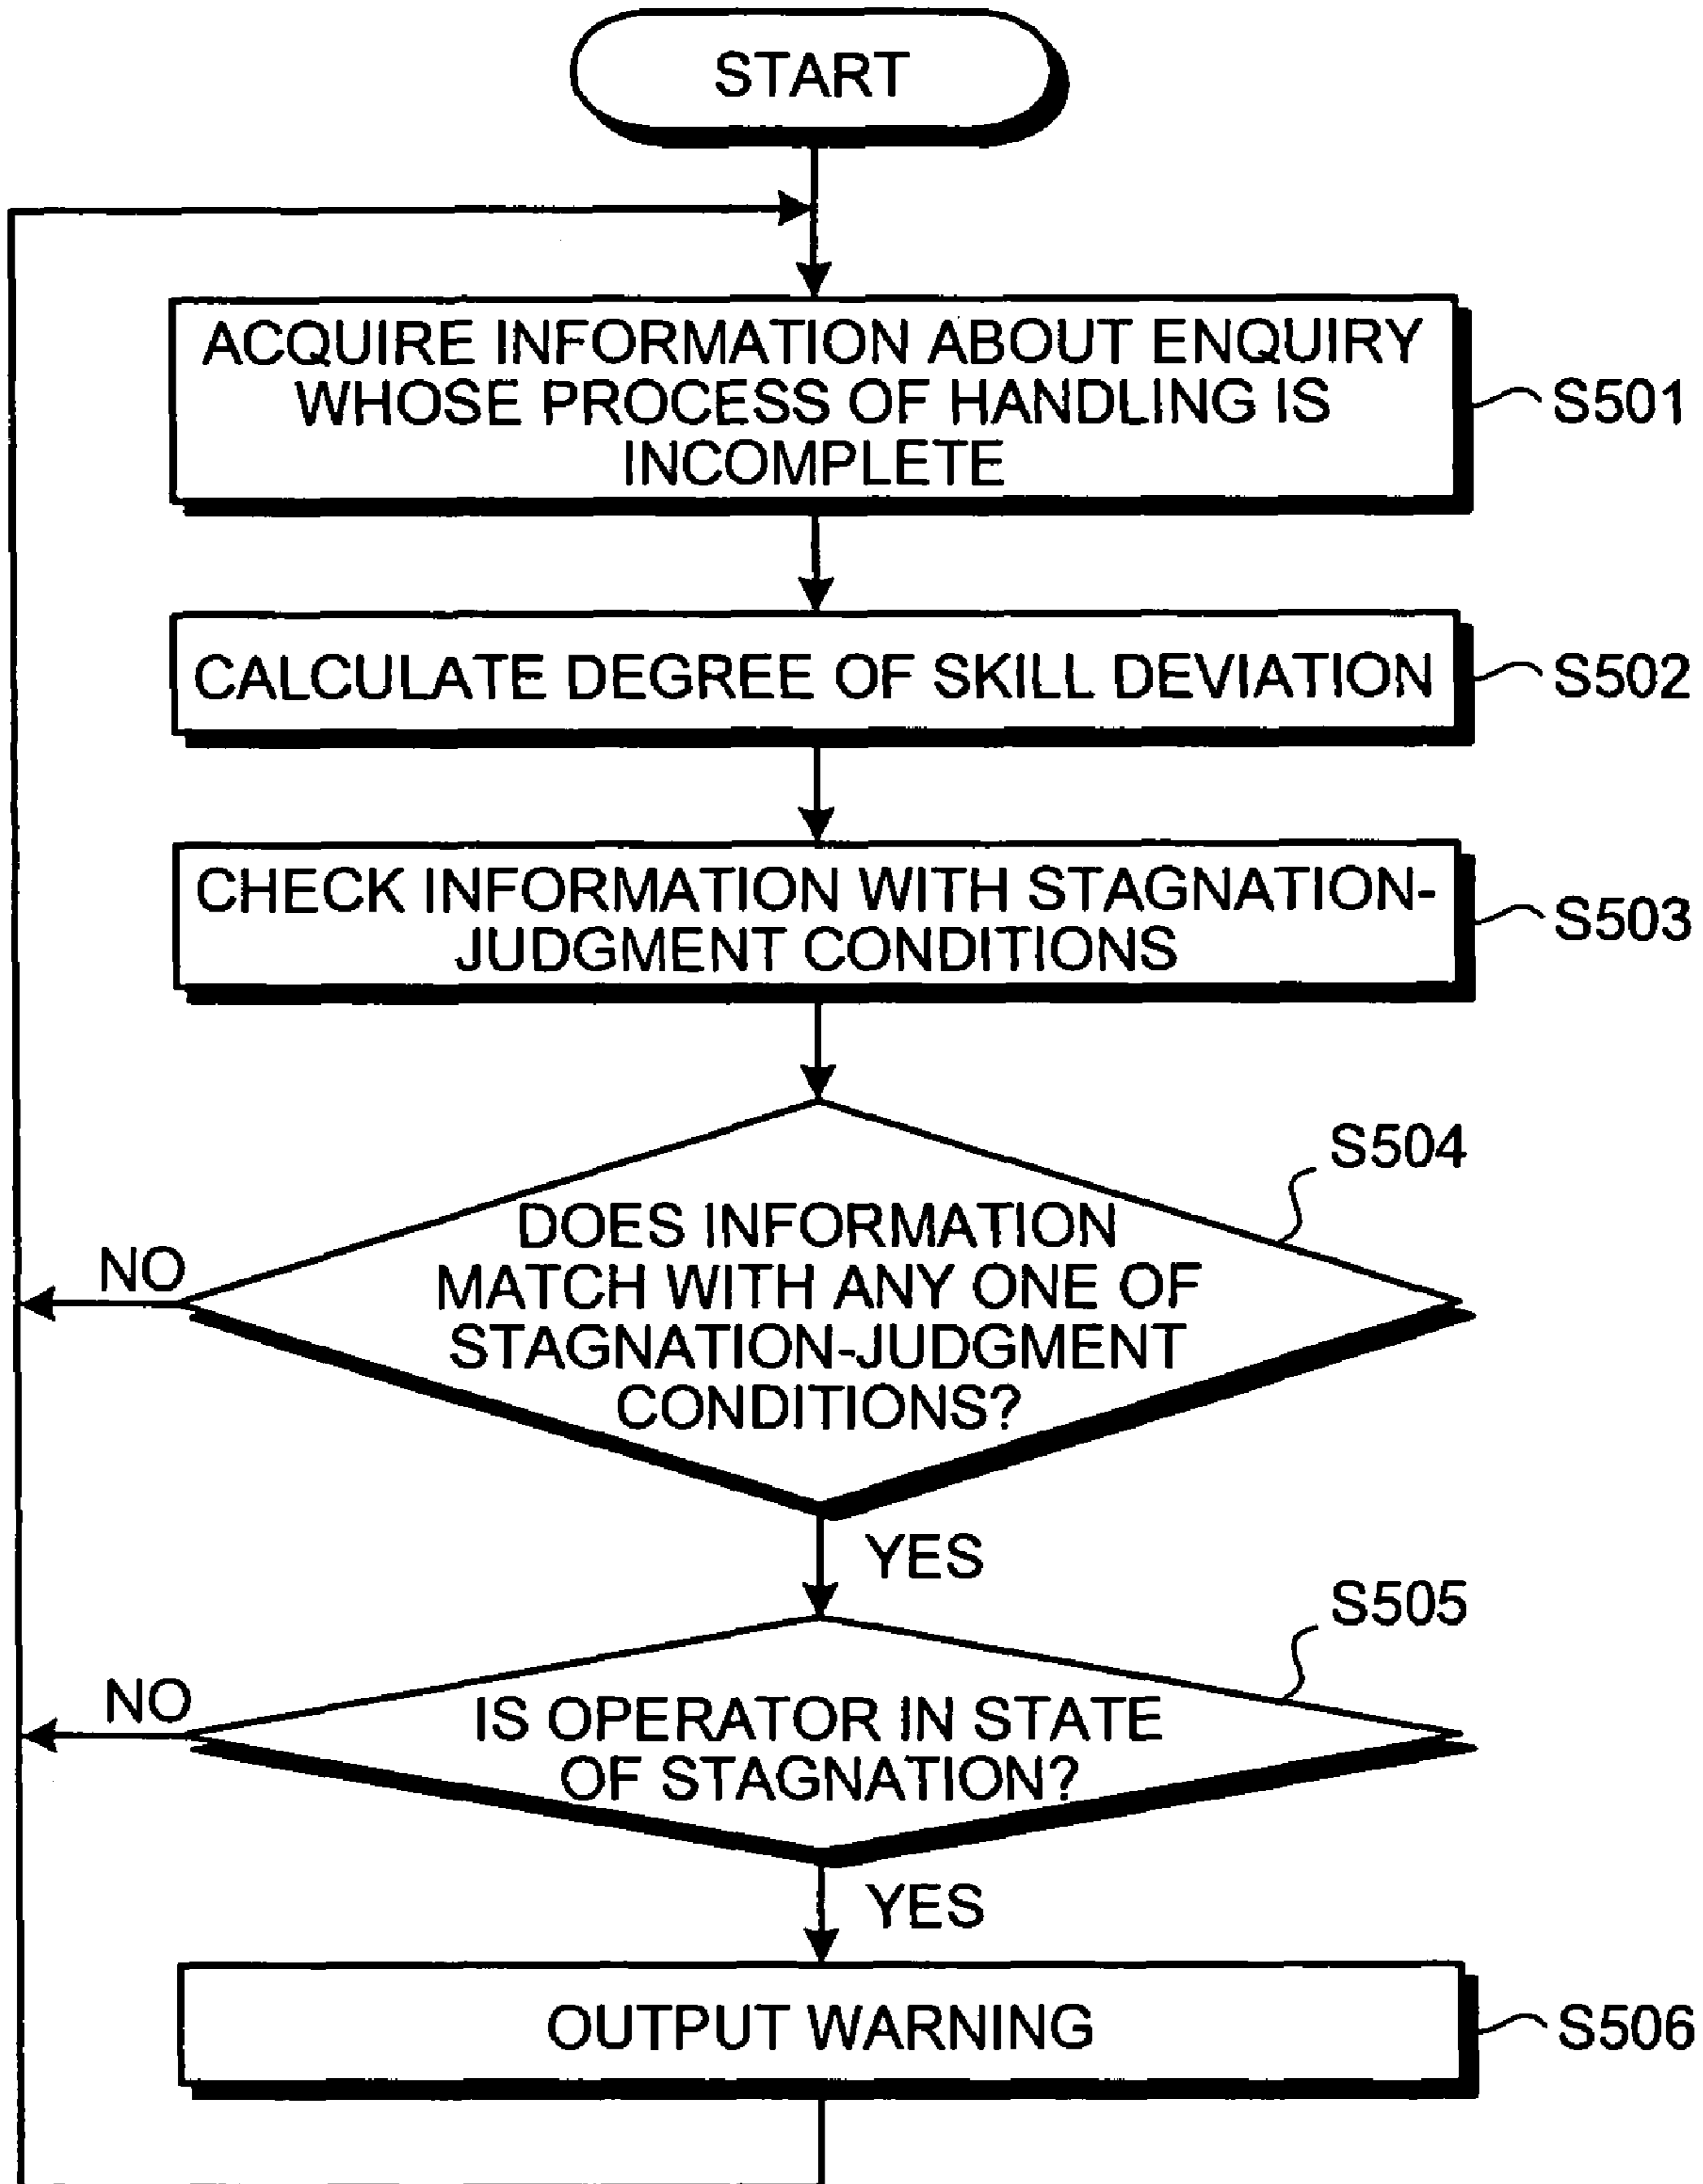 START
ACQUIRE INFORMATION ABOUT ENQUIRY
WHOSE PROCESS OF HANDLING IS
INCOMPLETE
S501
CALCULATE DEGREE OF SKILL DEVIATION
S502
CHECK INFORMATION WITH STAGNATION-
JUDGMENT CONDITIONS
S503
S504
DOES INFORMATION
MATCH WITH ANY ONE OF
STAGNATION-JUDGMENT
CONDITIONS?
NO
YES
S505
IS OPERATOR IN STATE
OF STAGNATION?
NO
YES
OUTPUT WARNING
S506